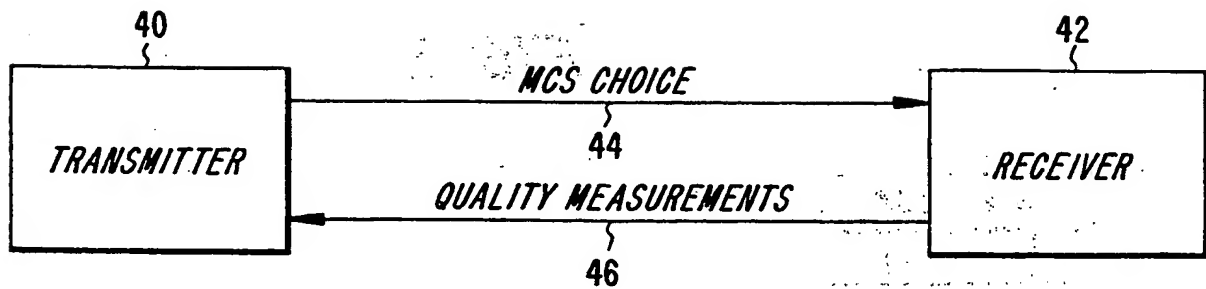 40
42
MCS CHOICE
44
TRANSMITTER
RECEIVER
QUALITY MEASUREMENTS
46